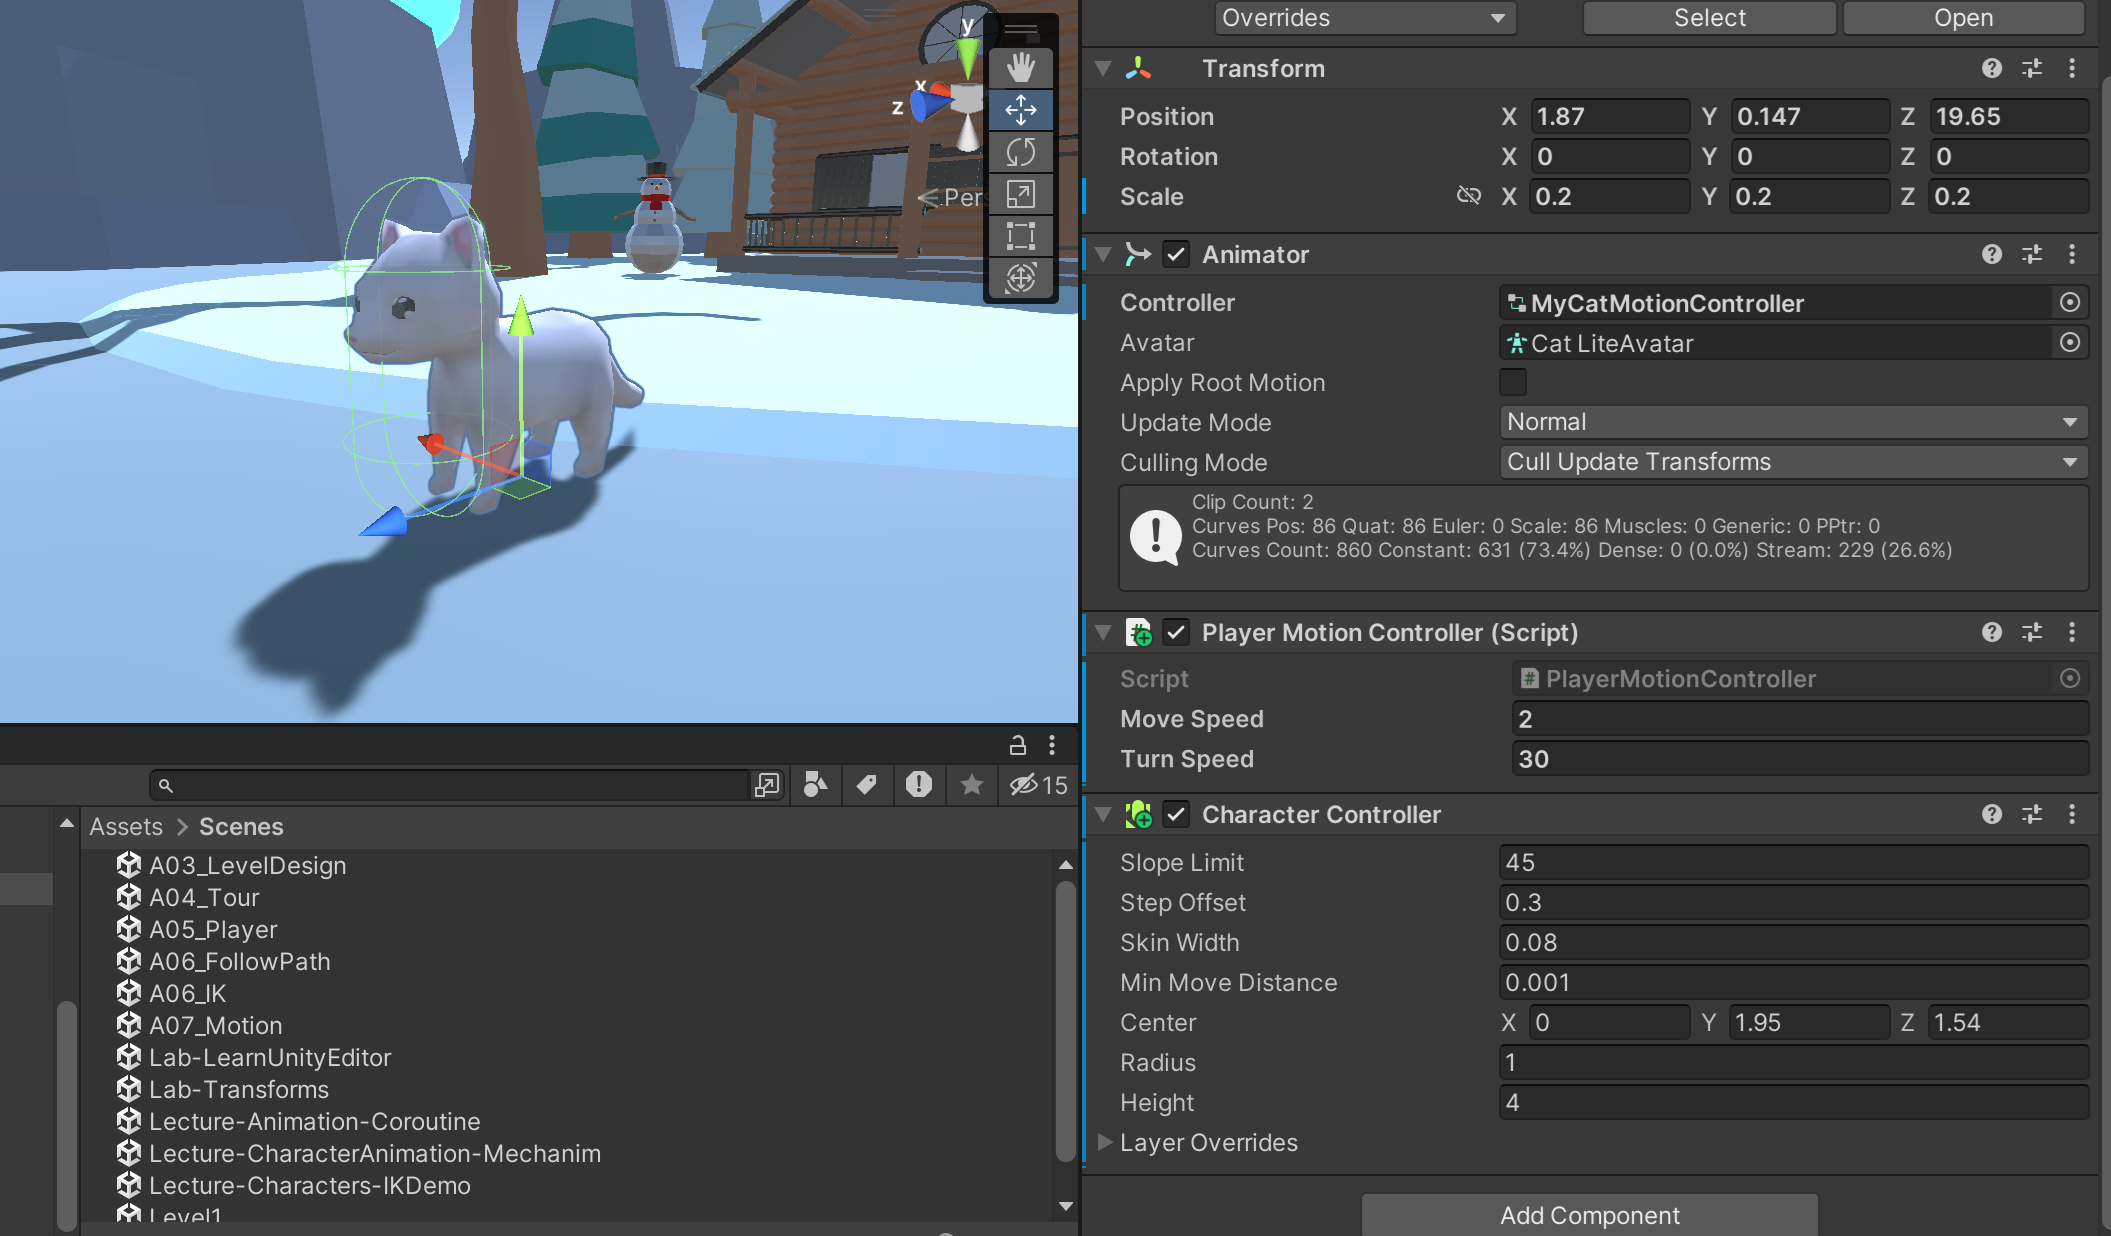 y
x
z
Pers
Overrides
Select
Open
Transform
Position X 1.87 Y 0.147 Z 19.65
Rotation X 0 Y 0 Z 0
Scale X 0.2 Y 0.2 Z 0.2
Animator
Controller MyCatMotionController
Avatar Cat LiteAvatar
Apply Root Motion
Update Mode Normal
Culling Mode Cull Update Transforms
Clip Count: 2
Curves Pos: 86 Quat: 86 Euler: 0 Scale: 86 Muscles: 0 Generic: 0 PPtr: 0
Curves Count: 860 Constant: 631 (73.4%) Dense: 0 (0.0%) Stream: 229 (26.6%)
Player Motion Controller (Script)
Script # PlayerMotionController
Move Speed 2
Turn Speed 30
Character Controller
Slope Limit 45
Step Offset 0.3
Skin Width 0.08
Min Move Distance 0.001
Center X 0 Y 1.95 Z 1.54
Radius 1
Height 4
Layer Overrides
Add Component
15
Assets > Scenes
A03_LevelDesign
A04_Tour
A05_Player
A06_FollowPath
A06_IK
A07_Motion
Lab-LearnUnityEditor
Lab-Transforms
Lecture-Animation-Coroutine
Lecture-CharacterAnimation-Mechanim
Lecture-Characters-IKDemo
Level1